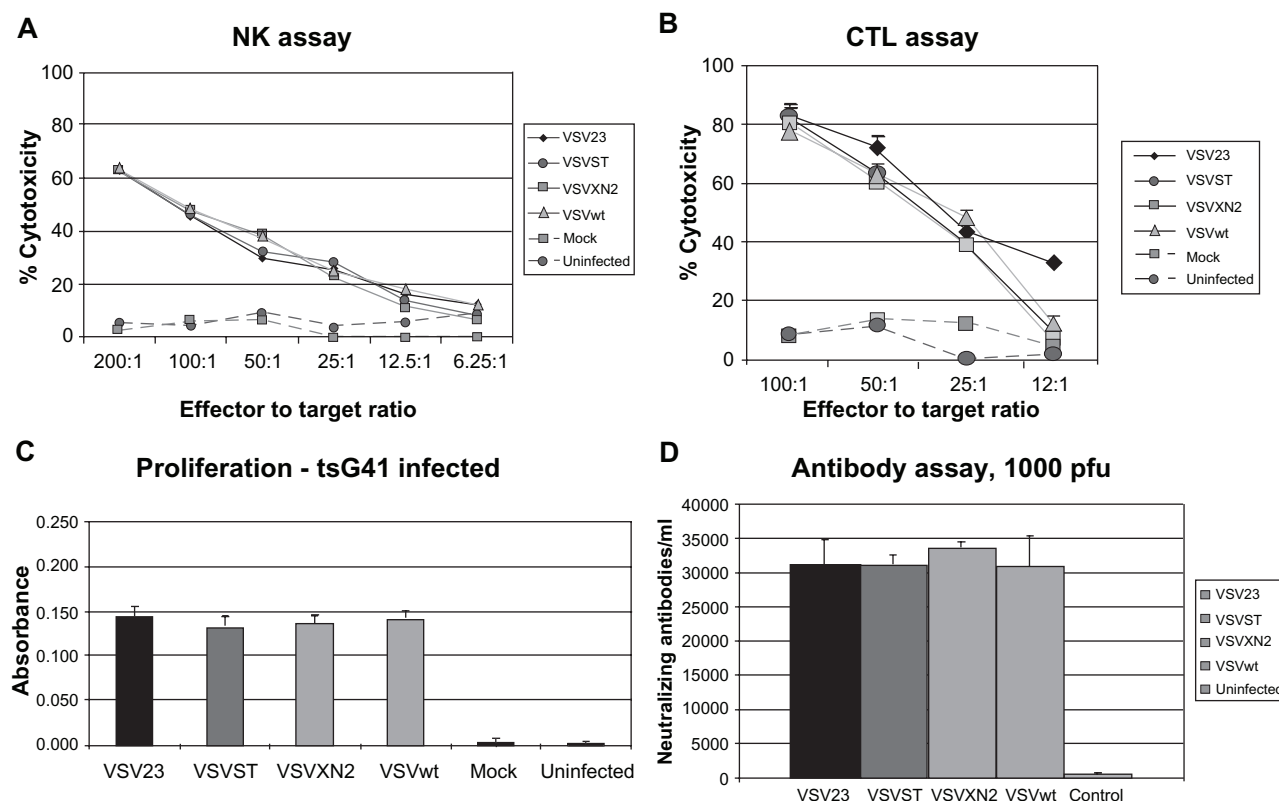 A
NK assay
% Cytotoxicity
100
80
60
40
20
0
200:1 100:1 50:1 25:1 12.5:1 6.25:1
Effector to target ratio
VSV23
VSVST
VSVXN2
VSVwt
Mock
Uninfected
B
CTL assay
% Cytotoxicity
100
80
60
40
20
0
100:1 50:1 25:1 12:1
Effector to target ratio
VSV23
VSVST
VSVXN2
VSVwt
Mock
Uninfected
C
Proliferation - tsG41 infected
Absorbance
0.250
0.200
0.150
0.100
0.050
0.000
VSV23 VSVST VSVXN2 VSVwt Mock Uninfected
D
Antibody assay, 1000 pfu
Neutralizing antibodies/ml
40000
35000
30000
25000
20000
15000
10000
5000
0
VSV23 VSVST VSVXN2 VSVwt Control
VSV23
VSVST
VSVXN2
VSVwt
Uninfected